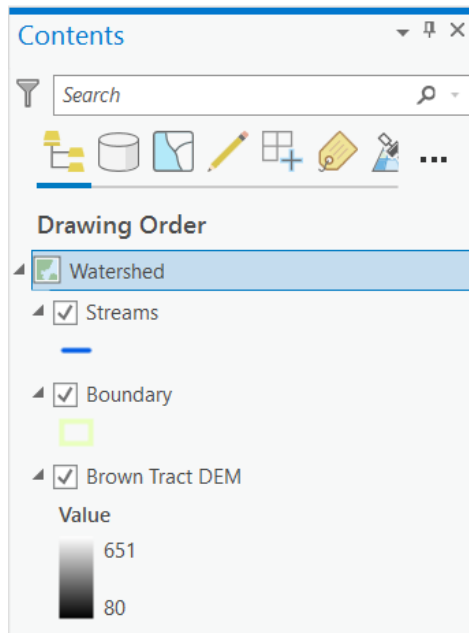 Contents
Search
Drawing Order
Watershed
Streams
Boundary
Brown Tract DEM
Value
651
80